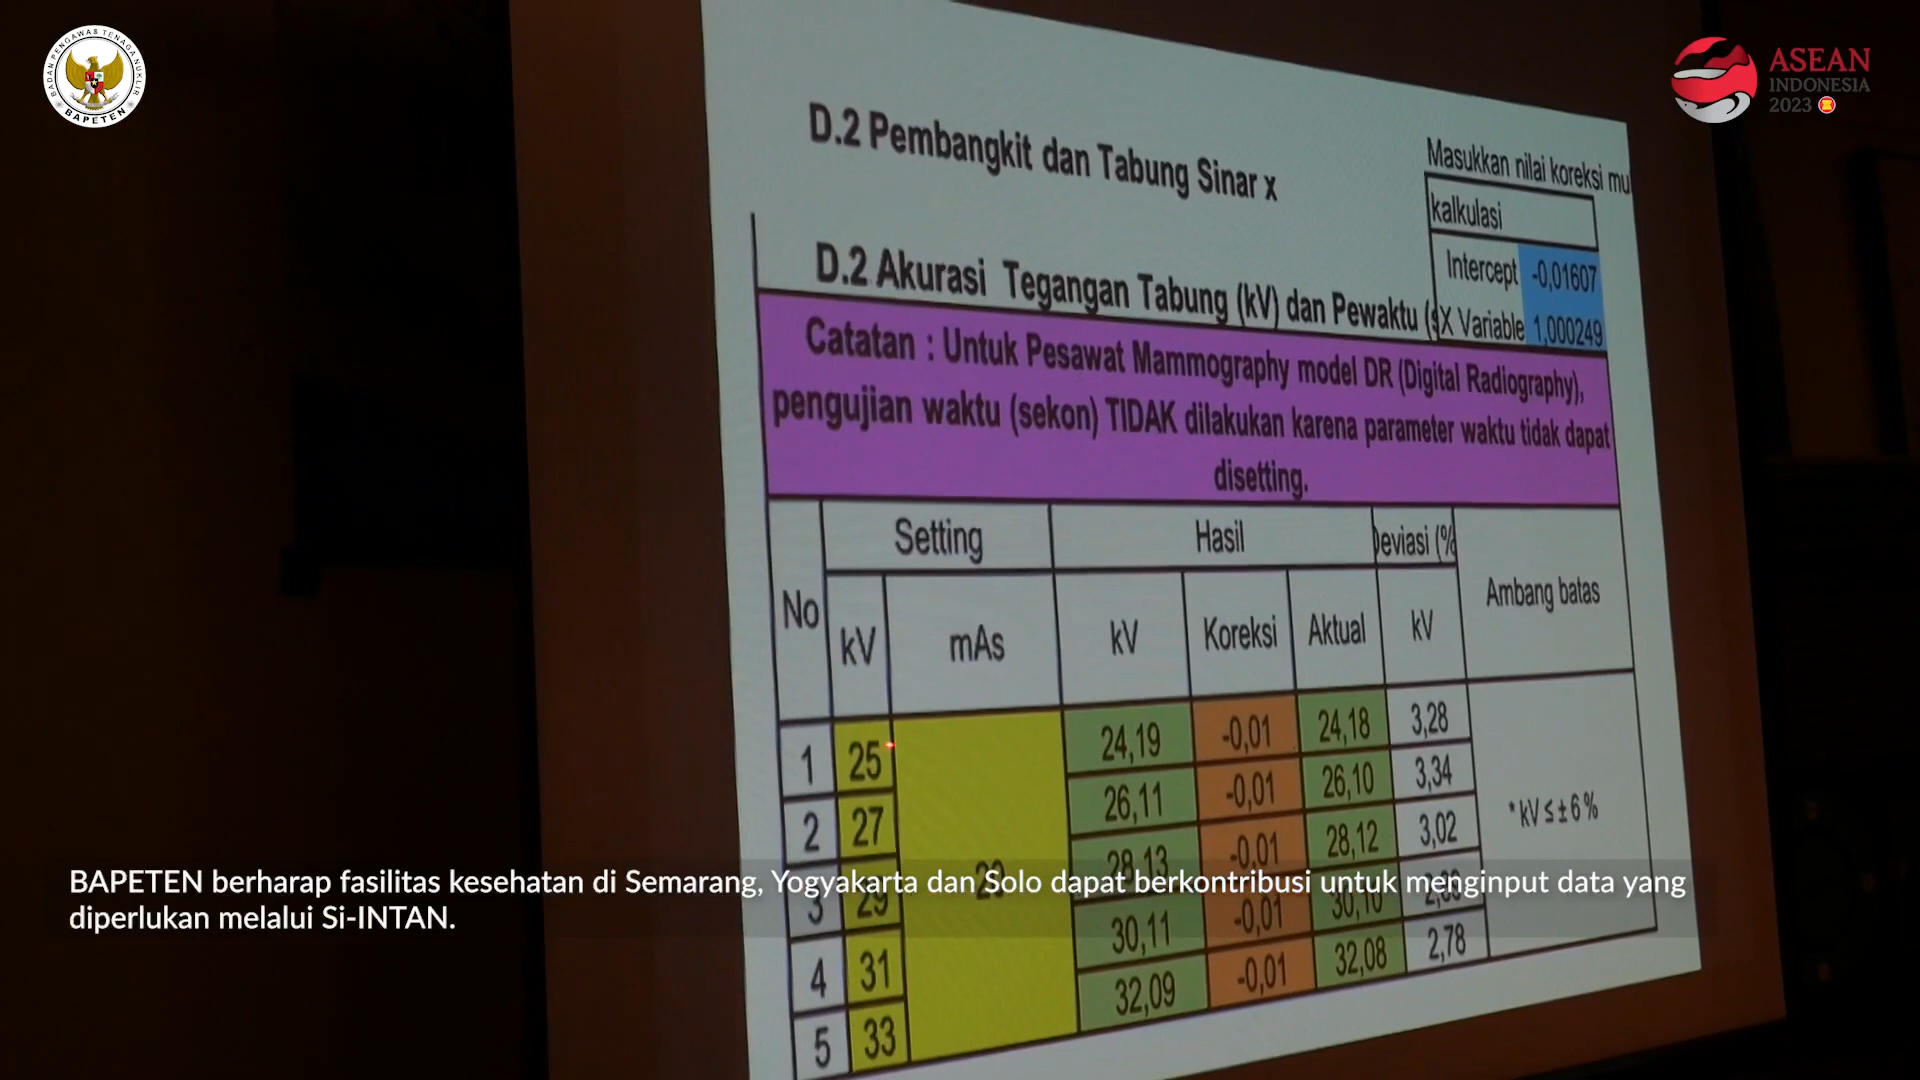 BADAN PENGAWAS TENAGA NUKLIR
BAPETEN
ASEAN
INDONESIA
2023
D.2 Pembangkit dan Tabung Sinar x
Masukkan nilai koreksi mu
kalkulasi
Intercept -0,01607
X Variable 1,000249
D.2 Akurasi Tegangan Tabung (kV) dan Pewaktu (s
Catatan : Untuk Pesawat Mammography model DR (Digital Radiography),
pengujian waktu (sekon) TIDAK dilakukan karena parameter waktu tidak dapat
disetting.
No Setting Hasil Deviasi (% Ambang batas
kV mAs kV Koreksi Aktual kV
1 25 24,19 -0,01 24,18 3,28
2 27 26,11 -0,01 26,10 3,34 *kV ≤ ± 6 %
3 29 28,13 -0,01 28,12 3,02
4 31 30,11 -0,01 30,10
5 33 32,09 -0,01 32,08 2,78
BAPETEN berharap fasilitas kesehatan di Semarang, Yogyakarta dan Solo dapat berkontribusi untuk menginput data yang
diperlukan melalui Si-INTAN.